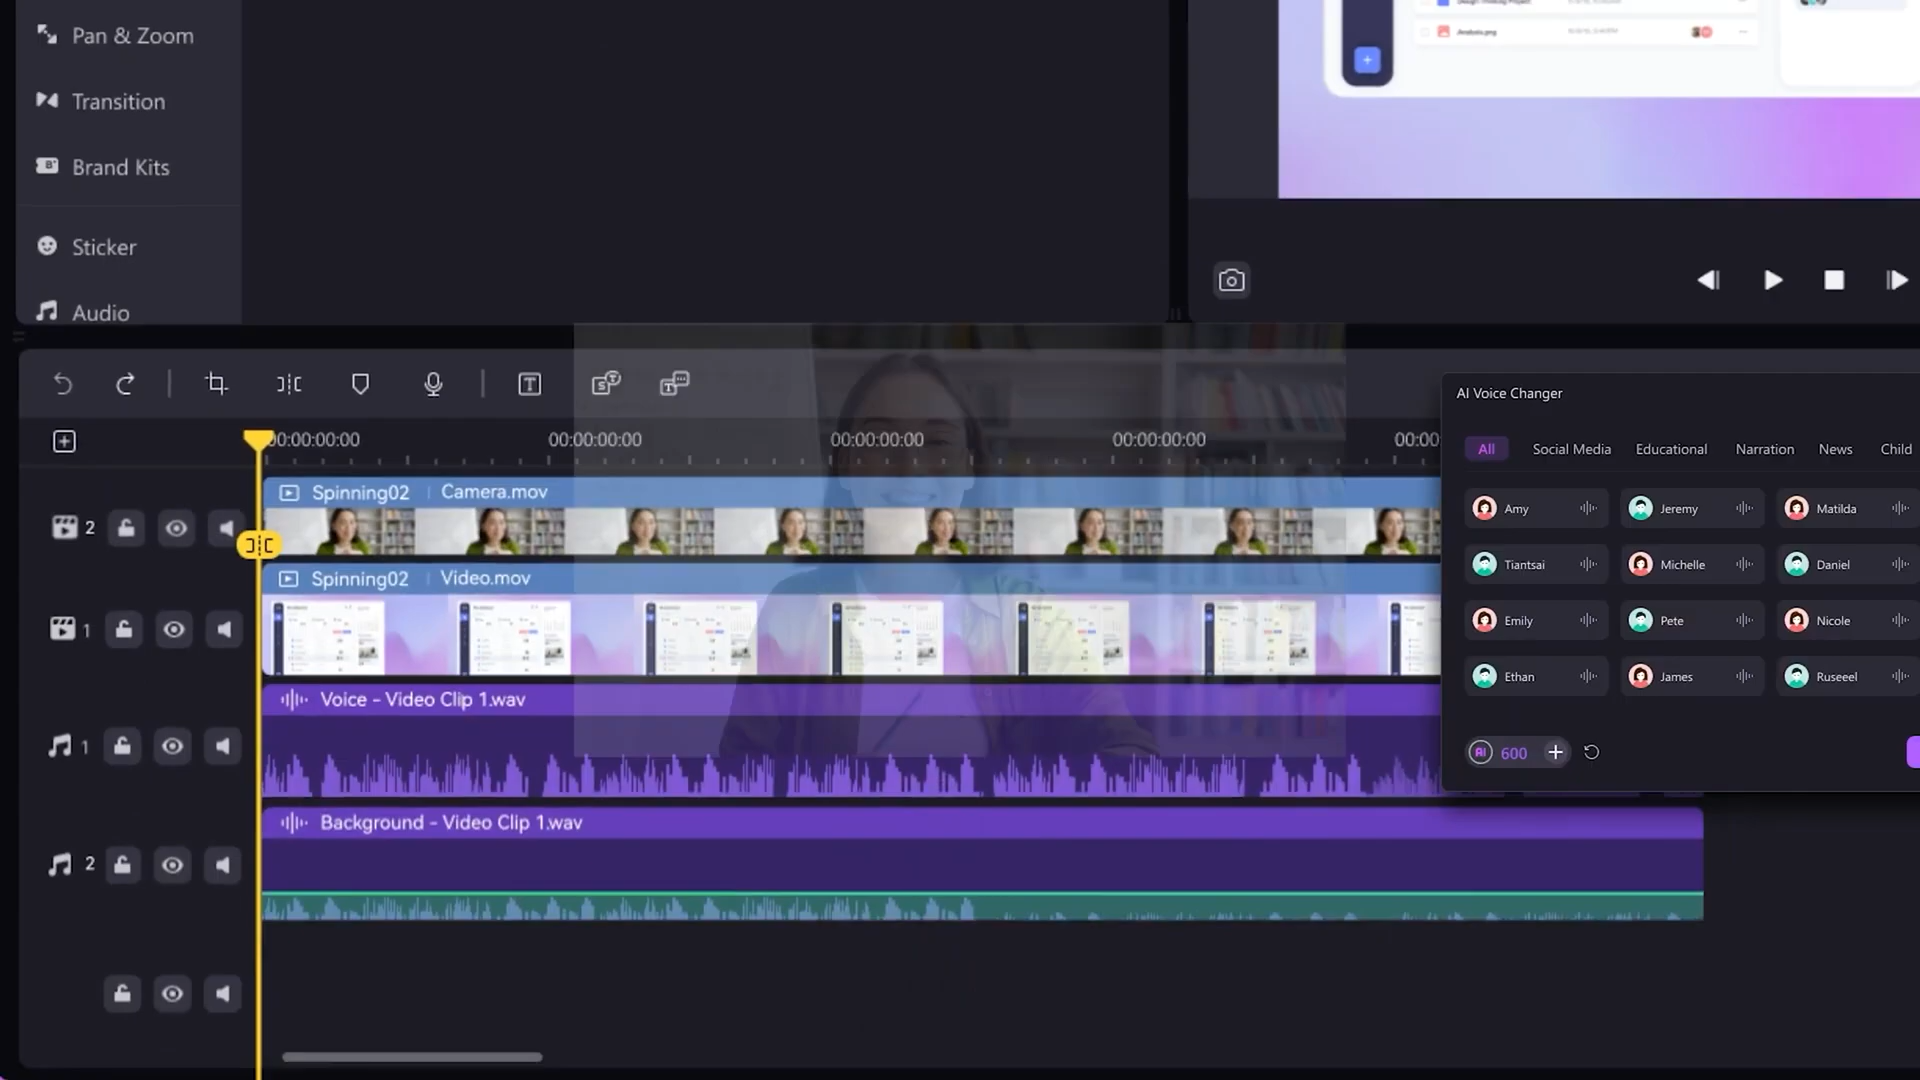 Pan & Zoom
Transition
Brand Kits
Sticker
Audio
Analysis.png
00:00:00:00 00:00:00:00 00:00:00:00 00:00:00:00 00:00
AI Voice Changer
All Social Media Educational Narration News Child
Amy Jeremy Matilda
Tiantsai Michelle Daniel
Emily Pete Nicole
Ethan James Ruseeel
AI 600
2 Spinning02 Camera.mov
1 Spinning02 Video.mov
1 Voice - Video Clip 1.wav
2 Background - Video Clip 1.wav